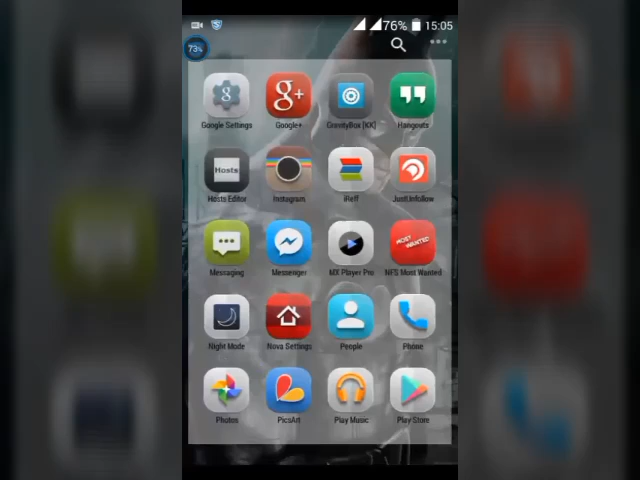 76% 15:05
73%
Google Settings Google+ GravityBox [KK] Hangouts
Hosts
Hosts Editor Instagram iReff JustUnfollow
MOST WANTED
Messaging Messenger MX Player Pro NFS Most Wanted
Night Mode Nova Settings People Phone
Photos PicsArt Play Music Play Store